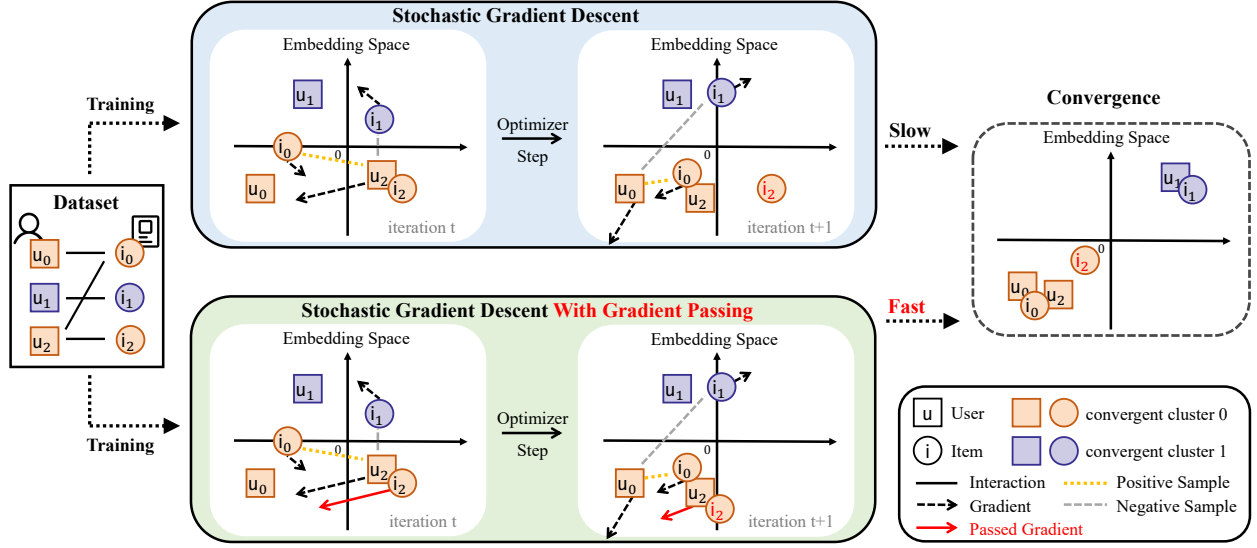 Stochastic Gradient Descent
Embedding Space
u1
i1
i0
0
u0
u2
i2
iteration t
Optimizer
Step
Embedding Space
u1
i1
0
u0
i0
u2
i2
iteration t+1
Training
Slow
Convergence
Embedding Space
u1
i1
0
i2
u0
u2
i0
Dataset
u0
i0
u1
i1
u2
i2
Training
Fast
Stochastic Gradient Descent With Gradient Passing
Embedding Space
u1
i1
i0
0
u0
u2
i2
iteration t
Optimizer
Step
Embedding Space
u1
i1
0
u0
i0
u2
i2
iteration t+1
u User
convergent cluster 0
i Item
convergent cluster 1
Interaction
Positive Sample
Gradient
Negative Sample
Passed Gradient